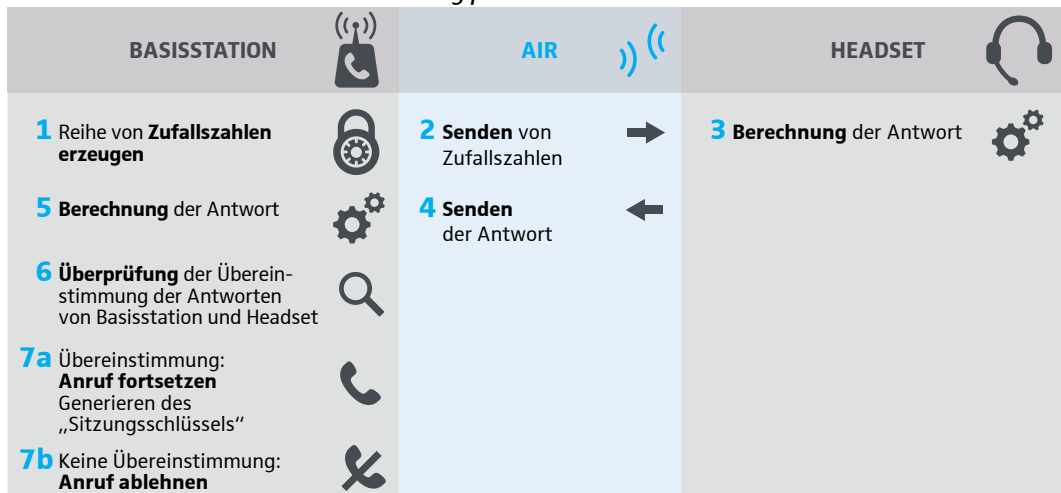 BASISSTATION
AIR
HEADSET
1 Reihe von Zufallszahlen
erzeugen
2 Senden von
Zufallszahlen
3 Berechnung der Antwort
5 Berechnung der Antwort
4 Senden
der Antwort
6 Überprüfung der Überein-
stimmung der Antworten
von Basisstation und Headset
7a Übereinstimmung:
Anruf fortsetzen
Generieren des
„Sitzungsschlüssels“
7b Keine Übereinstimmung:
Anruf ablehnen